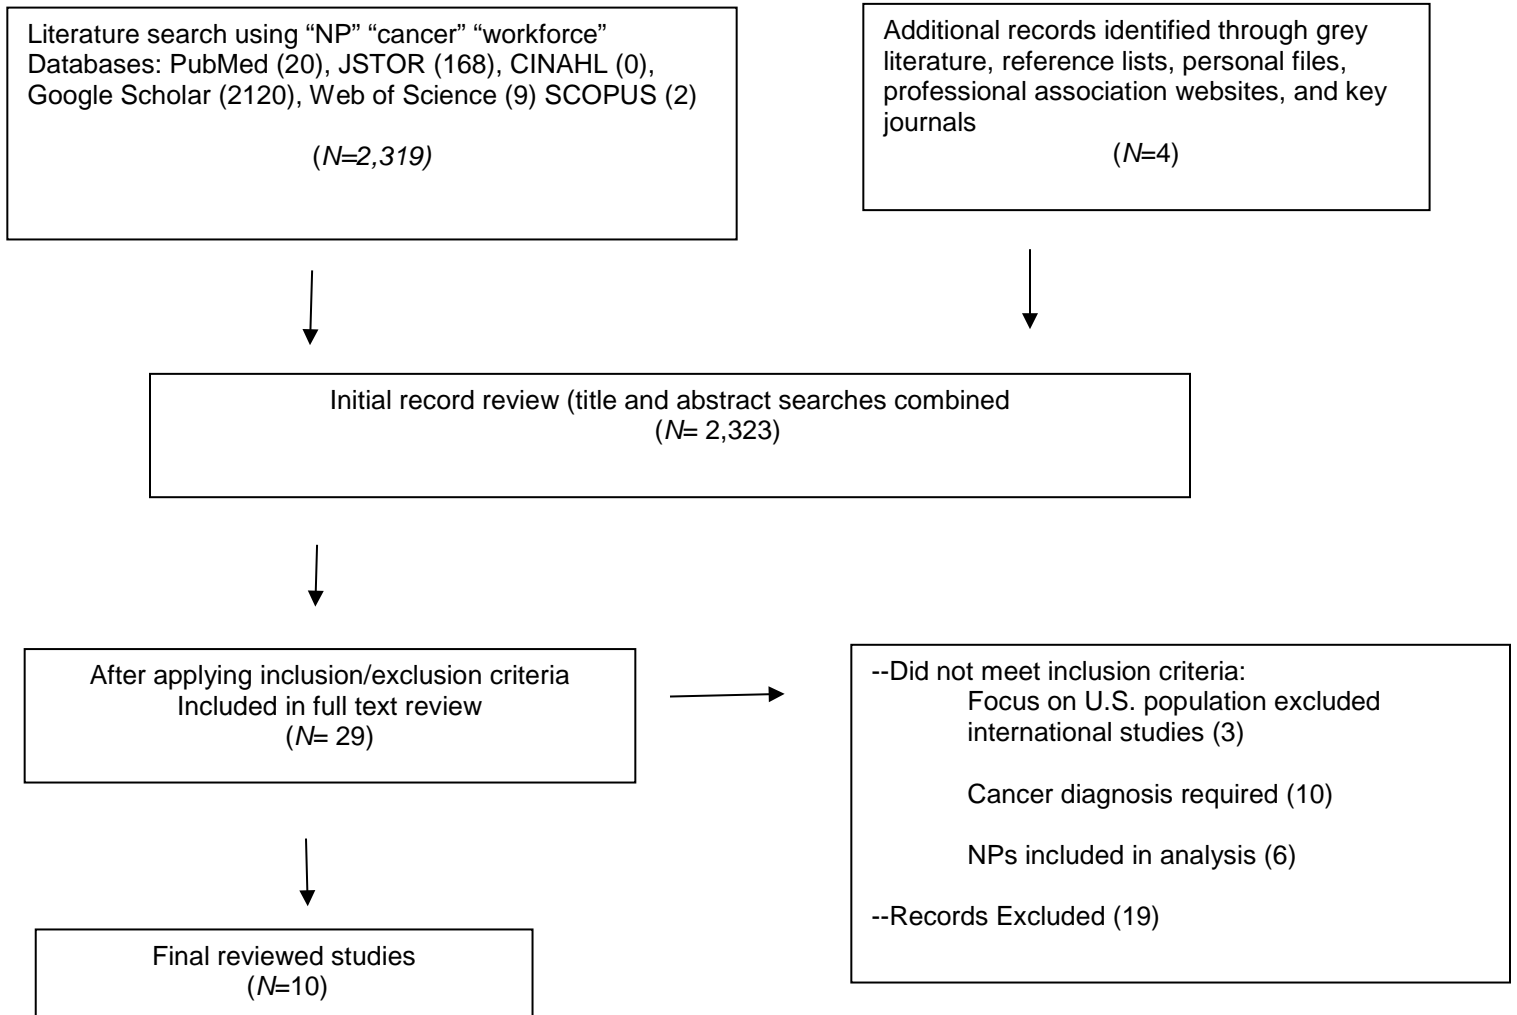 Literature search using “NP” “cancer” “workforce”
Databases: PubMed (20), JSTOR (168), CINAHL (0),
Google Scholar (2120), Web of Science (9) SCOPUS (2)
(N=2,319)
Additional records identified through grey
literature, reference lists, personal files,
professional association websites, and key
journals
(N=4)
Initial record review (title and abstract searches combined
(N= 2,323)
After applying inclusion/exclusion criteria
Included in full text review
(N= 29)
--Did not meet inclusion criteria:
Focus on U.S. population excluded
international studies (3)
Cancer diagnosis required (10)
NPs included in analysis (6)
--Records Excluded (19)
Final reviewed studies
(N=10)